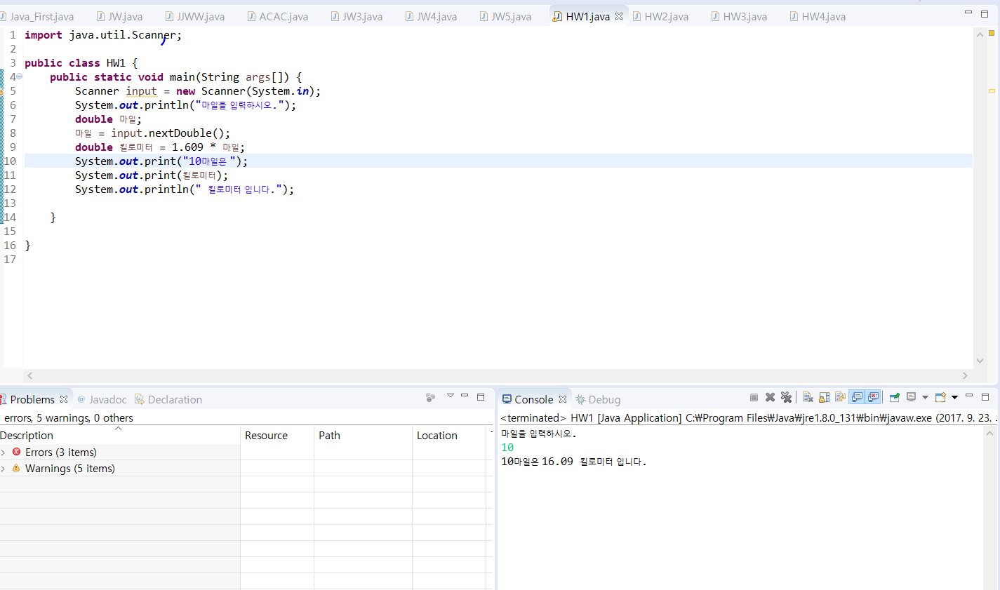 Java_First.java JW.java JJWW.java ACAC.java JW3.java JW4.java JW5.java HW1.java HW2.java HW3.java HW4.java
1 import java.util.Scanner;
2
3 public class HW1 {
4 public static void main(String args[]) {
5 Scanner input = new Scanner(System.in);
6 System.out.println("마일을 입력하시오.");
7 double 마일;
8 마일 = input.nextDouble();
9 double 킬로미터 = 1.609 * 마일;
10 System.out.print("10마일은 ");
11 System.out.print(킬로미터);
12 System.out.println(" 킬로미터 입니다.");
13
14 }
15
16 }
17
Problems @ Javadoc Declaration
errors, 5 warnings, 0 others
Description Resource Path Location
Errors (3 items)
Warnings (5 items)
Console Debug
<terminated> HW1 [Java Application] C:₩Program Files₩Java₩jre1.8.0_131₩bin₩javaw.exe (2017. 9. 23.
마일을 입력하시오.
10
10마일은 16.09 킬로미터 입니다.